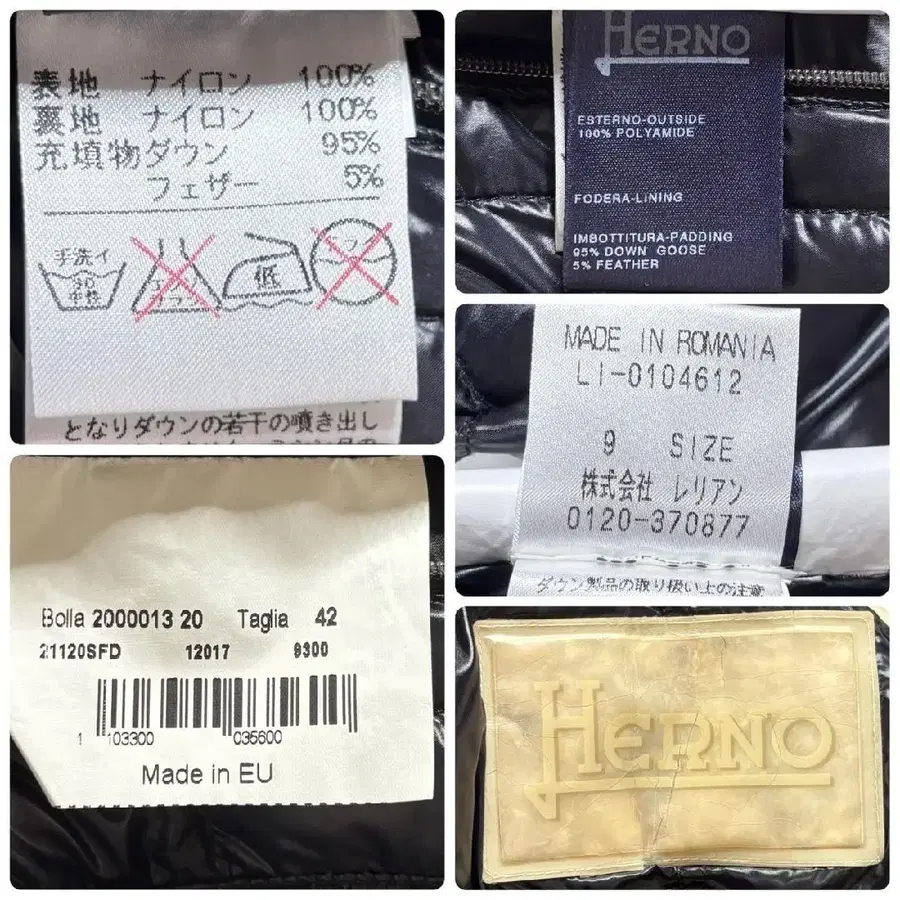 表地 ナイロン 100%
裏地 ナイロン 100%
充填物ダウン 95%
フェザー 5%
手洗イ
30
中性
低
となりダウンの若干の噴き出し
HERNO
ESTERNO-OUTSIDE
100% POLYAMIDE
FODERA-LINING
IMBOTTITURA-PADDING
95% DOWN GOOSE
5% FEATHER
MADE IN ROMANIA
LI-0104612
9 SIZE
株式会社 レリアン
0120-370877
ダウン製品の取り扱い上の注意
Bolla 2000013 20 Taglia 42
21120SFD 12017 9300
1 103300 035600
Made in EU
HERNO